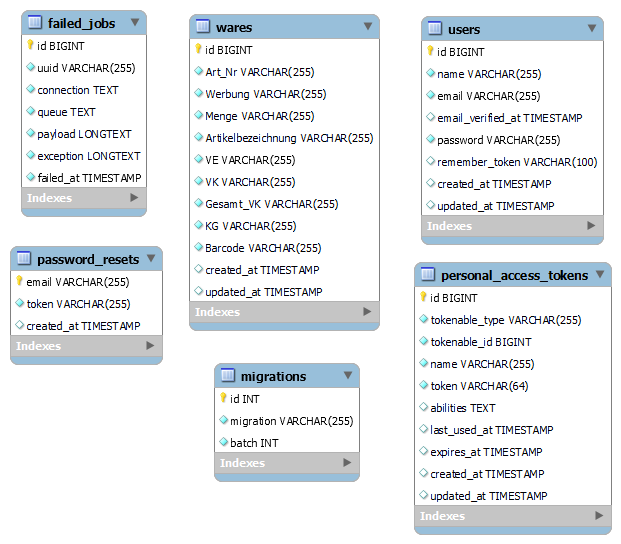 failed_jobs
id BIGINT
uuid VARCHAR(255)
connection TEXT
queue TEXT
payload LONGTEXT
exception LONGTEXT
failed_at TIMESTAMP
Indexes
wares
id BIGINT
Art_Nr VARCHAR(255)
Werbung VARCHAR(255)
Menge VARCHAR(255)
Artikelbezeichnung VARCHAR(255)
VE VARCHAR(255)
VK VARCHAR(255)
Gesamt_VK VARCHAR(255)
KG VARCHAR(255)
Barcode VARCHAR(255)
created_at TIMESTAMP
updated_at TIMESTAMP
Indexes
users
id BIGINT
name VARCHAR(255)
email VARCHAR(255)
email_verified_at TIMESTAMP
password VARCHAR(255)
remember_token VARCHAR(100)
created_at TIMESTAMP
updated_at TIMESTAMP
Indexes
password_resets
email VARCHAR(255)
token VARCHAR(255)
created_at TIMESTAMP
Indexes
migrations
id INT
migration VARCHAR(255)
batch INT
Indexes
personal_access_tokens
id BIGINT
tokenable_type VARCHAR(255)
tokenable_id BIGINT
name VARCHAR(255)
token VARCHAR(64)
abilities TEXT
last_used_at TIMESTAMP
expires_at TIMESTAMP
created_at TIMESTAMP
updated_at TIMESTAMP
Indexes